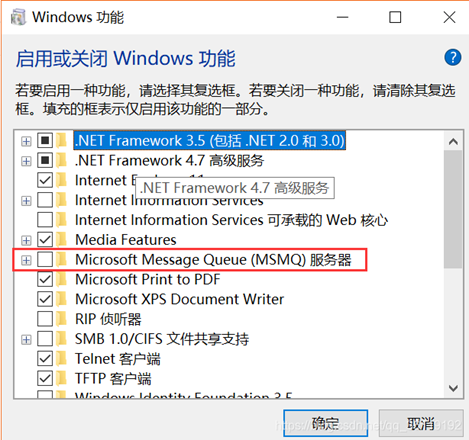 Windows 功能
启用或关闭 Windows 功能
若要启用一种功能，请选择其复选框。若要关闭一种功能，请清除其复选
框。填充的框表示仅启用该功能的一部分。
.NET Framework 3.5 (包括 .NET 2.0 和 3.0)
.NET Framework 4.7 高级服务
Internet Explorer 11
.NET Framework 4.7 高级服务
Internet Information Services
Internet Information Services 可承载的 Web 核心
Media Features
Microsoft Message Queue (MSMQ) 服务器
Microsoft Print to PDF
Microsoft XPS Document Writer
RIP 侦听器
SMB 1.0/CIFS 文件共享支持
Telnet 客户端
TFTP 客户端
Windows Identity Foundation 3.5
确定
取消